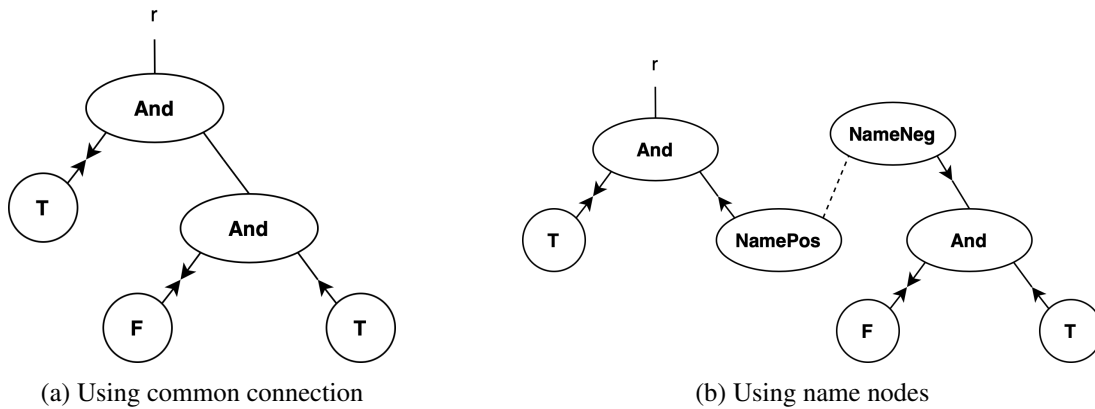 r
And
T
And
F
T
(a) Using common connection
r
NameNeg
And
T
NamePos
And
F
T
(b) Using name nodes